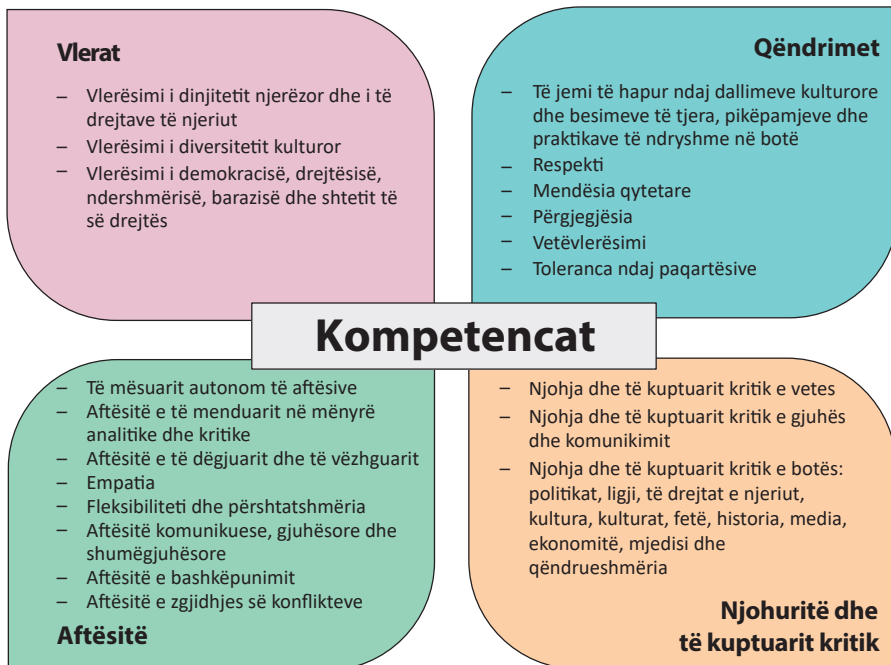 Vlerat
– Vlerësimi i dinjitetit njerëzor dhe i të
drejtave të njeriut
– Vlerësimi i diversitetit kulturor
– Vlerësimi i demokracisë, drejtësisë,
ndershmërisë, barazisë dhe shtetit të
së drejtës
Qëndrimet
– Të jemi të hapur ndaj dallimeve kulturore
dhe besimeve të tjera, pikëpamjeve dhe
praktikave të ndryshme në botë
– Respekti
– Mendësia qytetare
– Përgjegjësia
– Vetëvlerësimi
– Toleranca ndaj paqartësive
Kompetencat
– Të mësuarit autonom të aftësive
– Aftësitë e të menduarit në mënyrë
analitike dhe kritike
– Aftësitë e të dëgjuarit dhe të vëzhguarit
– Empatia
– Fleksibiliteti dhe përshtatshmëria
– Aftësitë komunikuese, gjuhësore dhe
shumëgjuhësore
– Aftësitë e bashkëpunimit
– Aftësitë e zgjidhjes së konflikteve
Aftësitë
– Njohja dhe të kuptuarit kritik e vetes
– Njohja dhe të kuptuarit kritik e gjuhës
dhe komunikimit
– Njohja dhe të kuptuarit kritik e botës:
politikat, ligji, të drejtat e njeriut,
kultura, kulturat, fetë, historia, media,
ekonomitë, mjedisi dhe
qëndrueshmëria
Njohuritë dhe
të kuptuarit kritik